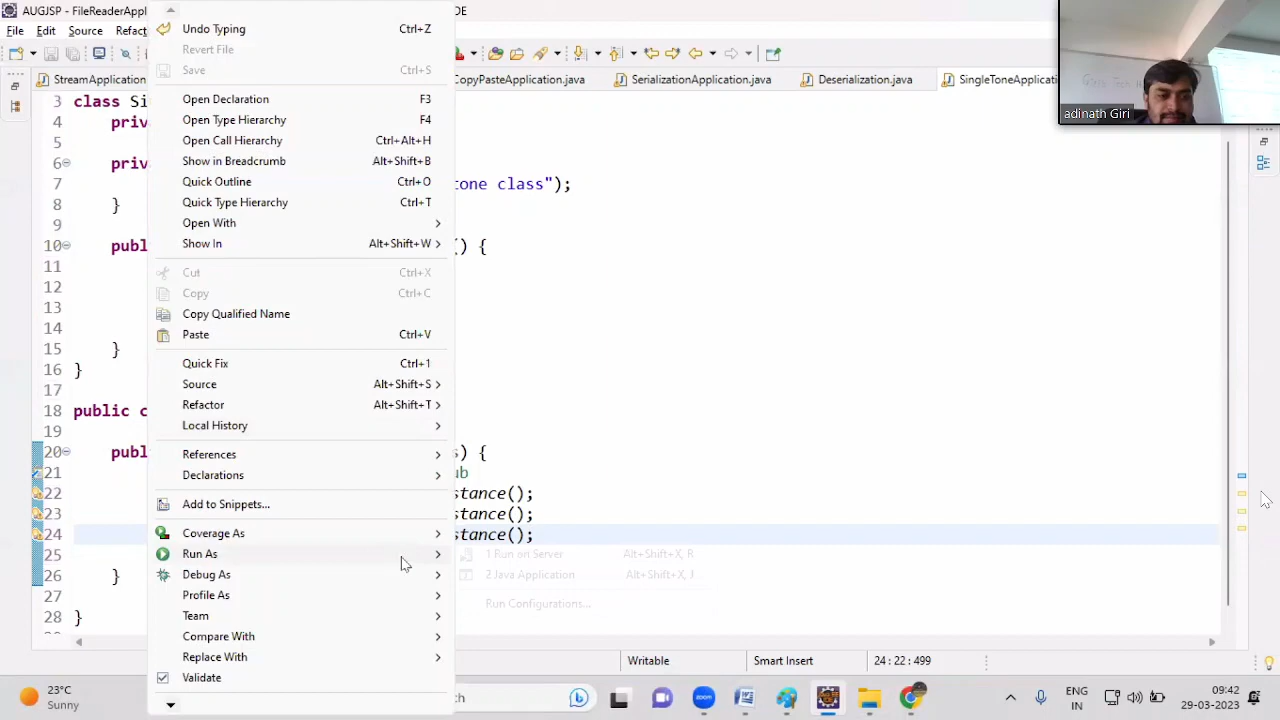 AUGJSP - FileReaderAppl
DE
File Edit Source Refact
StreamApplication
CopyPasteApplication.java
SerializationApplication.java
Deserialization.java
SingleToneApplicati
adinath Giri
Undo Typing Ctrl+Z
Revert File
Save Ctrl+S
Open Declaration F3
Open Type Hierarchy F4
Open Call Hierarchy Ctrl+Alt+H
Show in Breadcrumb Alt+Shift+B
Quick Outline Ctrl+O
Quick Type Hierarchy Ctrl+T
Open With
Show In Alt+Shift+W
Cut Ctrl+X
Copy Ctrl+C
Copy Qualified Name
Paste Ctrl+V
Quick Fix Ctrl+1
Source Alt+Shift+S
Refactor Alt+Shift+T
Local History
References
Declarations
Add to Snippets...
Coverage As
Run As
Debug As
Profile As
Team
Compare With
Replace With
Validate
1 Run on Server Alt+Shift+X, R
2 Java Application Alt+Shift+X, J
Run Configurations...
3 class Si
4 priv
5
6 priv
7 tone class");
8 }
9
10 publ () {
11
12
13
14
15 }
16 }
17
18 public c
19
20 publ s) {
21 ub
22 stance();
23 stance();
24 stance();
25
26 }
27
28 }
Writable Smart Insert 24 : 22 : 499
23°C
Sunny
ch
ENG
IN
09:42
29-03-2023